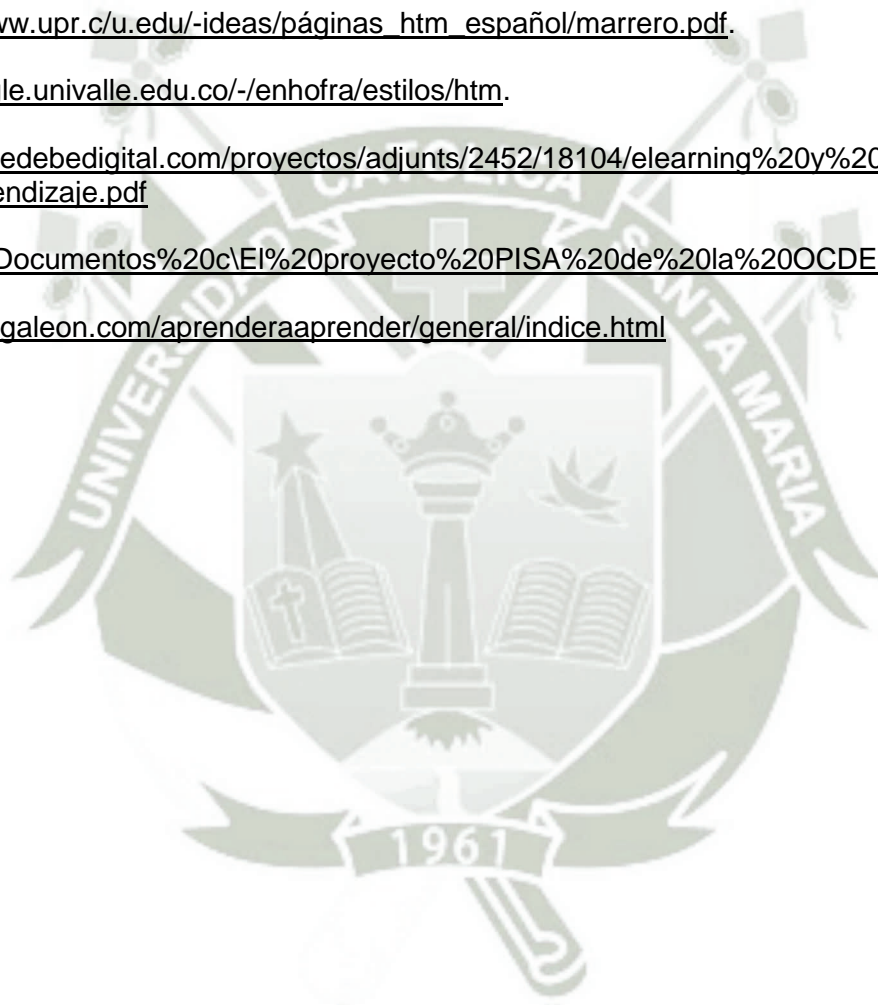 ww.upr.c/u.edu/-ideas/páginas_htm_español/marrero.pdf.
le.univalle.edu.co/-/enhofra/estilos/htm.
edebedigital.com/proyectos/adjunts/2452/18104/elearning%20y%20
endizaje.pdf
Documentos%20c\El%20proyecto%20PISA%20de%20la%20OCDE
galeon.com/aprenderaaprender/general/indice.html
UNIVERSIDAD CATOLICA SANTA MARIA
1961